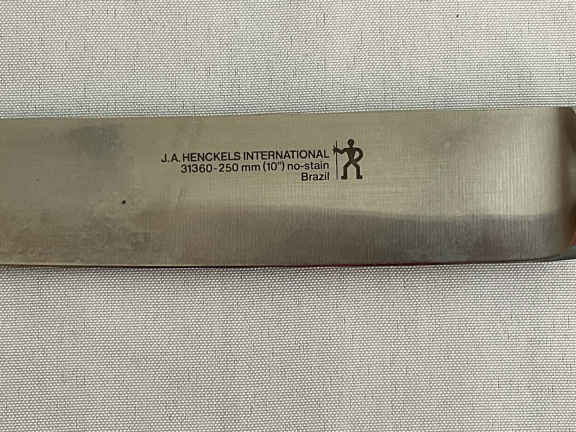 J.A. HENCKELS INTERNATIONAL
31360-250 mm (10") no-stain
Brazil